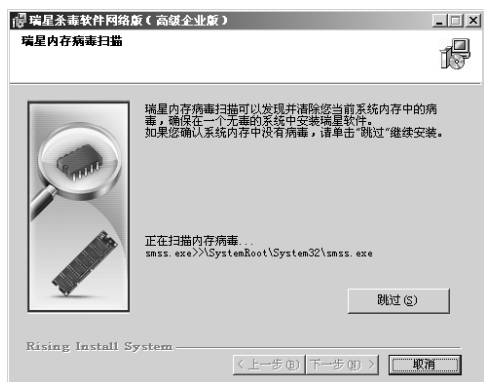 瑞星杀毒软件网络版(高级企业版)
瑞星内存病毒扫描
瑞星内存病毒扫描可以发现并清除您当前系统内存中的病
毒，确保在一个无毒的系统中安装瑞星软件。
如果您确认系统内存中没有病毒，请单击"跳过"继续安装。
正在扫描内存病毒...
smss.exe>>\SystemRoot\System32\smss.exe
跳过(S)
Rising Install System
<上一步(B) 下一步(N)> 取消